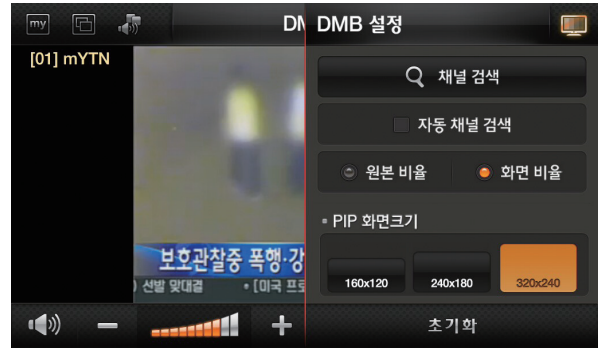 my
DM
DMB 설정
[01] mYTN
채널 검색
자동 채널 검색
원본 비율
화면 비율
PIP 화면크기
보호관찰중 폭행·강
) 선발 맞대결 • [미국 프로
160x120
240x180
320x240
초기화